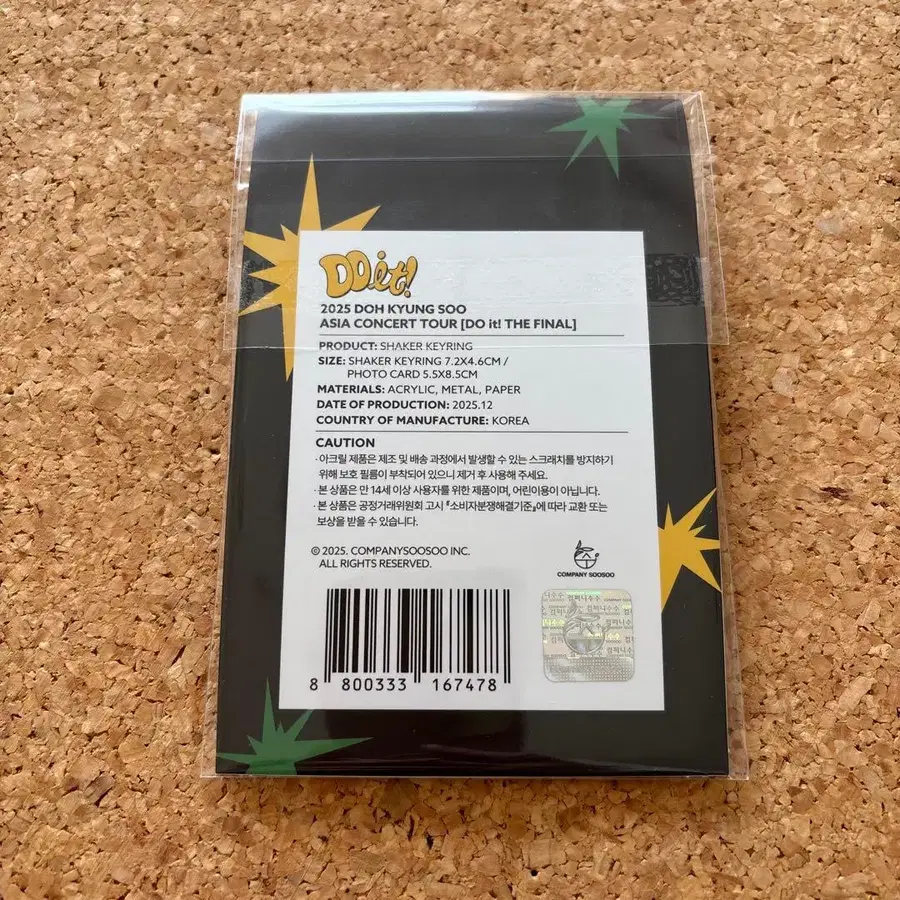 DO it!
2025 DOH KYUNG SOO
ASIA CONCERT TOUR [DO it! THE FINAL]
PRODUCT: SHAKER KEYRING
SIZE: SHAKER KEYRING 7.2X4.6CM /
PHOTO CARD 5.5X8.5CM
MATERIALS: ACRYLIC, METAL, PAPER
DATE OF PRODUCTION: 2025.12
COUNTRY OF MANUFACTURE: KOREA
CAUTION
· 아크릴 제품은 제조 및 배송 과정에서 발생할 수 있는 스크래치를 방지하기
위해 보호 필름이 부착되어 있으니 제거 후 사용해 주세요.
· 본 상품은 만 14세 이상 사용자를 위한 제품이며, 어린이용이 아닙니다.
· 본 상품은 공정거래위원회 고시 『소비자분쟁해결기준』에 따라 교환 또는
보상을 받을 수 있습니다.
© 2025. COMPANYSOOSOO INC.
ALL RIGHTS RESERVED.
COMPANY SOOSOO
컴퍼니수수
8 800333 167478